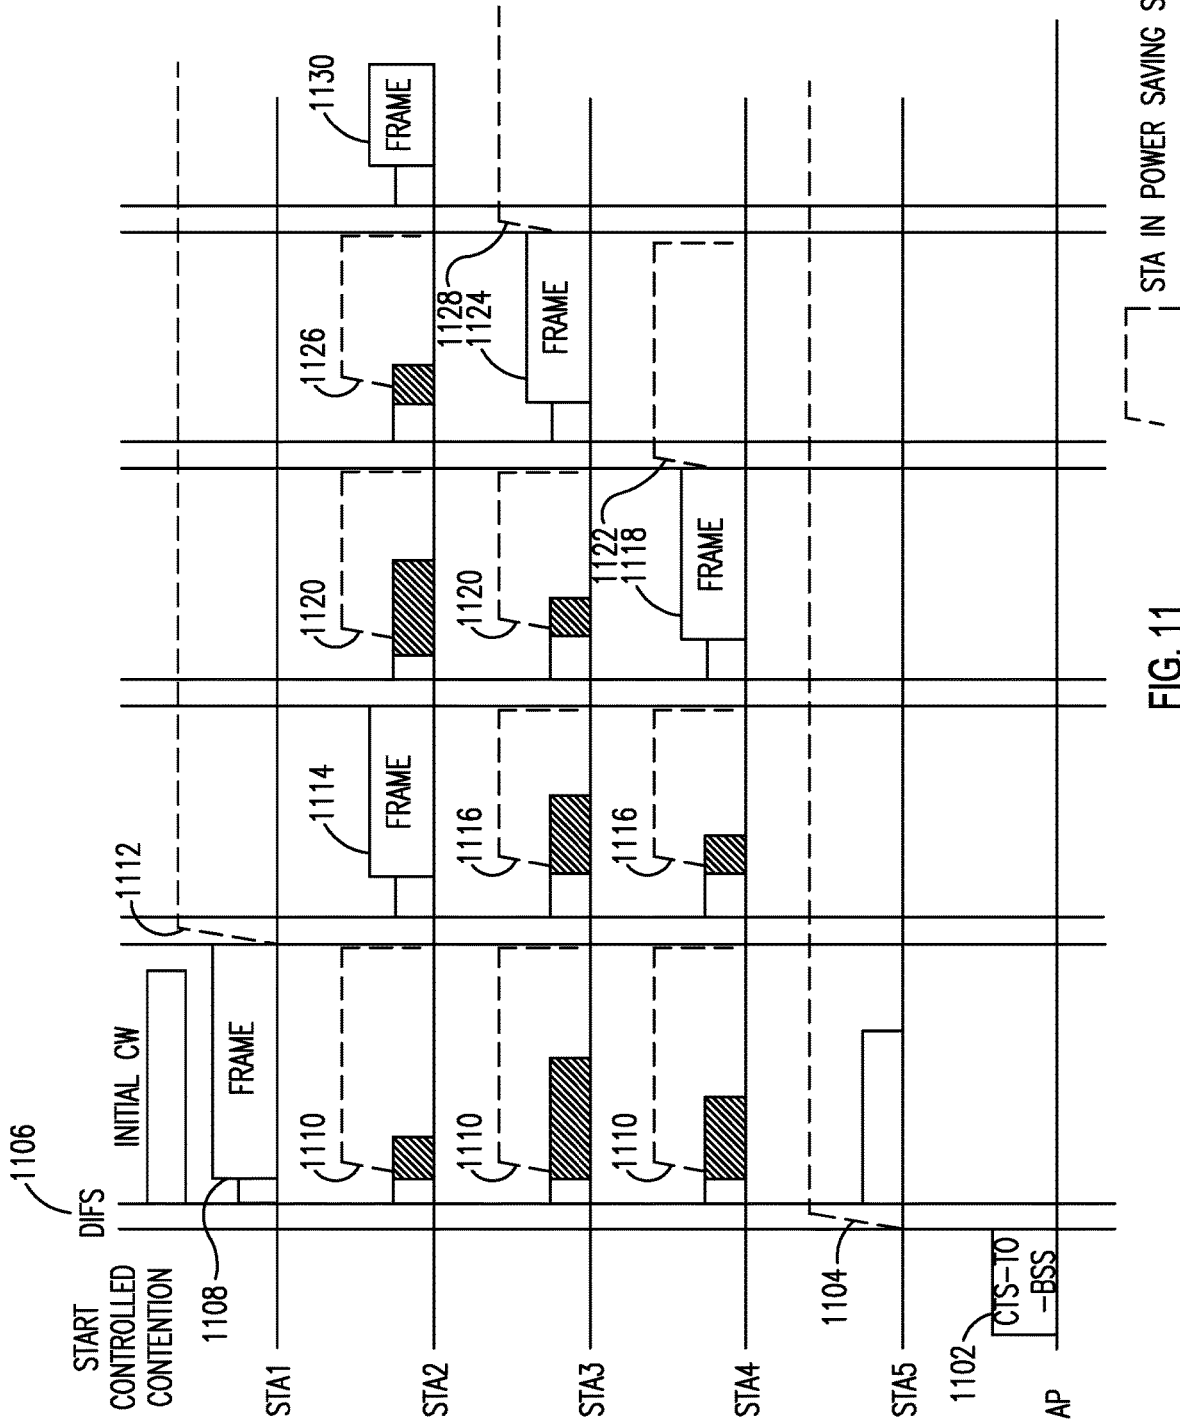 1106
START
CONTROLLED
CONTENTION
DIFS
INITIAL CW
1112
1108
FRAME
STA1
1110
1114
FRAME
1120
1126
1130
FRAME
STA2
1110
1116
1120
1128
1124
FRAME
STA3
1110
1116
1122
1118
FRAME
STA4
1104
STA5
1102
CTS-TO
-BSS
AP
STA IN POWER SAVING
FIG. 11